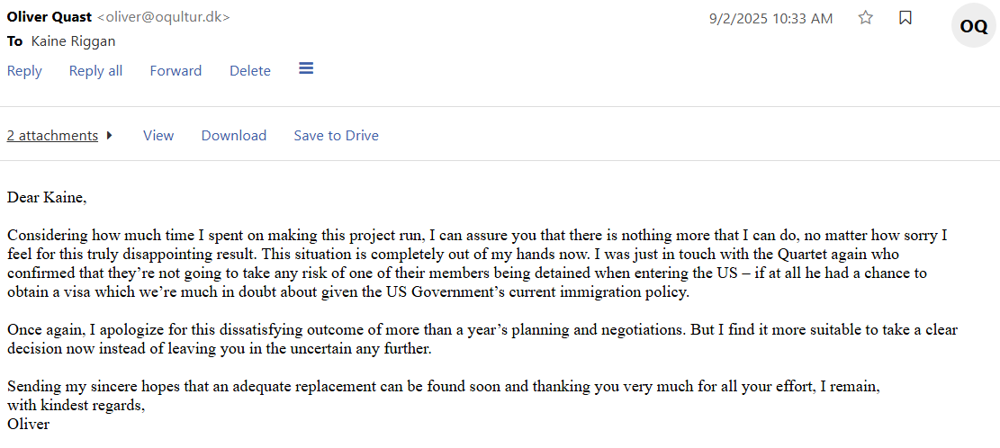 Oliver Quast <oliver@oqultur.dk>
9/2/2025 10:33 AM
OQ
To Kaine Riggan
Reply Reply all Forward Delete
2 attachments View Download Save to Drive
Dear Kaine,
Considering how much time I spent on making this project run, I can assure you that there is nothing more that I can do, no matter how sorry I
feel for this truly disappointing result. This situation is completely out of my hands now. I was just in touch with the Quartet again who
confirmed that they’re not going to take any risk of one of their members being detained when entering the US – if at all he had a chance to
obtain a visa which we’re much in doubt about given the US Government’s current immigration policy.
Once again, I apologize for this dissatisfying outcome of more than a year’s planning and negotiations. But I find it more suitable to take a clear
decision now instead of leaving you in the uncertain any further.
Sending my sincere hopes that an adequate replacement can be found soon and thanking you very much for all your effort, I remain,
with kindest regards,
Oliver